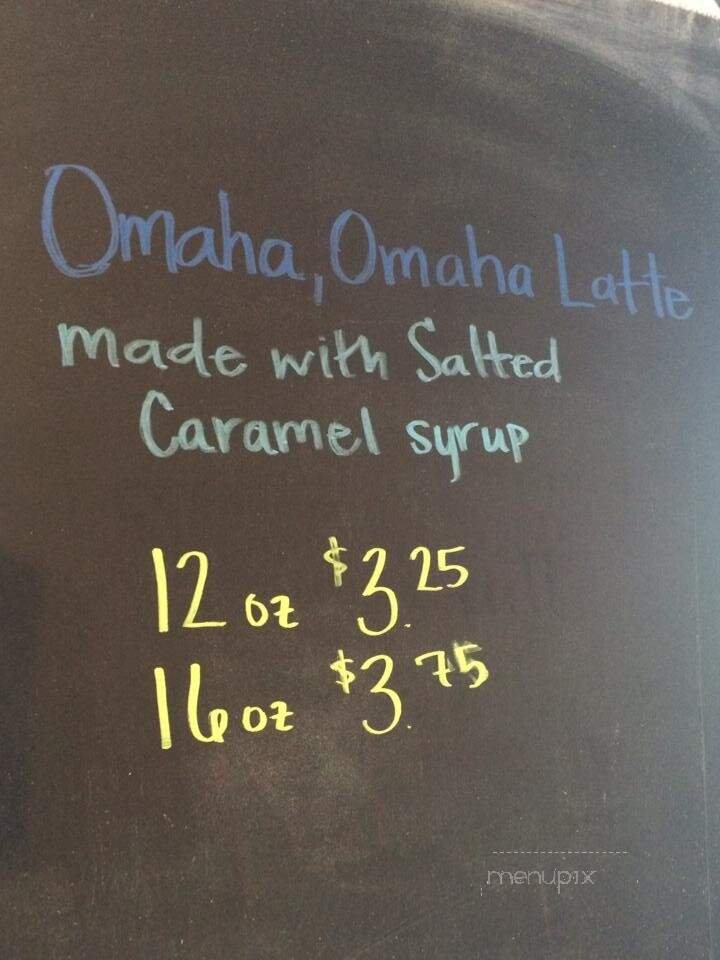 Omaha, Omaha Latte
made with Salted
Caramel syrup
12 oz $3.25
16 oz $3.75
menupix